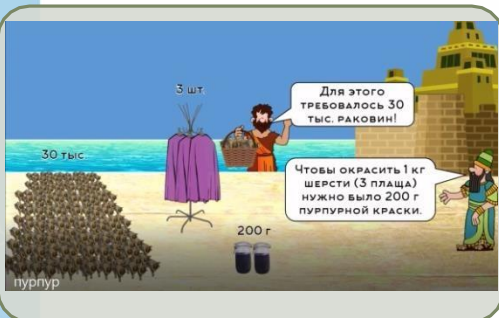 3 шт.
Для этого
требовалось 30
тыс. раковин!
30 тыс.
Чтобы окрасить 1 кг
шерсти (3 плаща)
нужно было 200 г
пурпурной краски.
200 г
пурпур